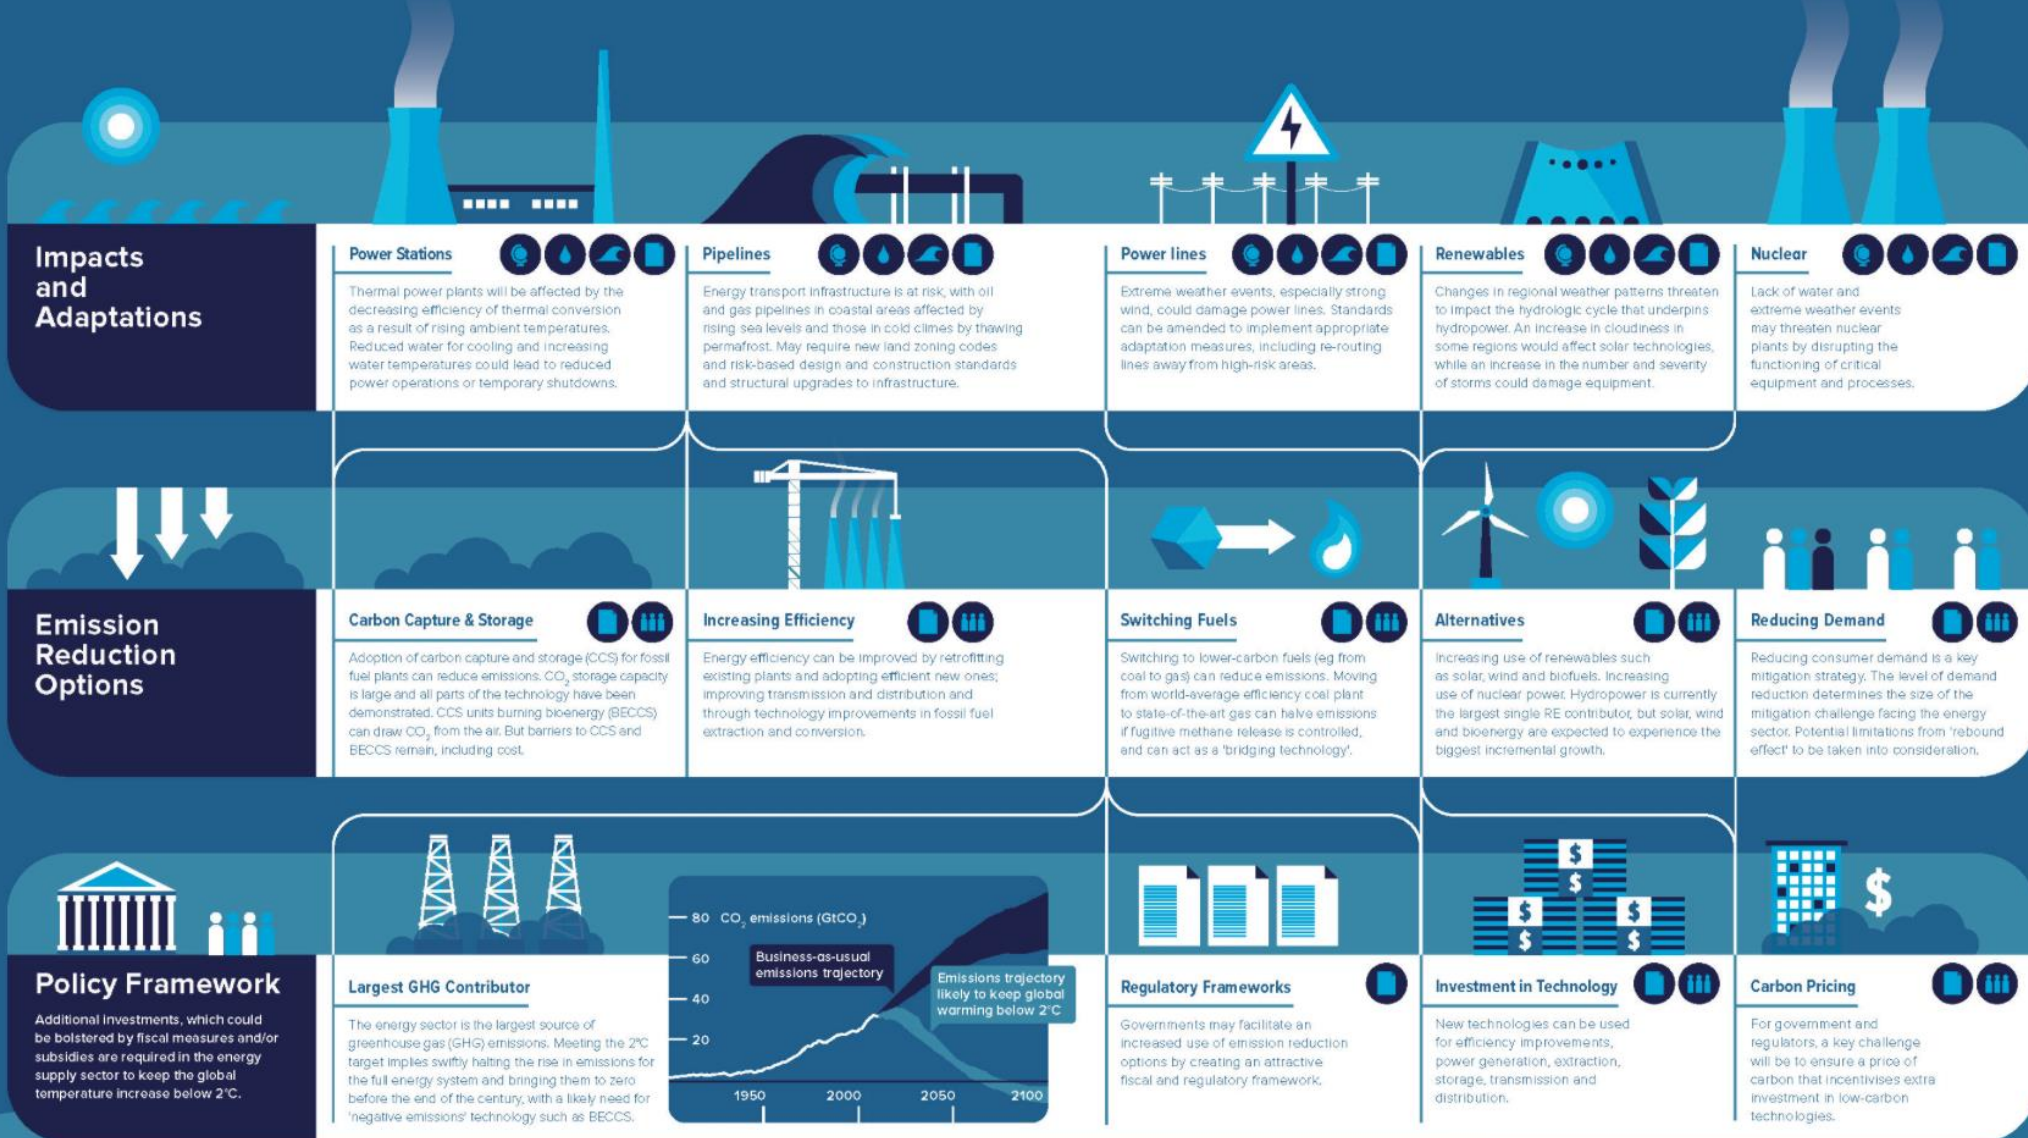 Impacts
and
Adaptations
Power Stations
Thermal power plants will be affected by the
decreasing efficiency of thermal conversion
as a result of rising ambient temperatures.
Reduced water for cooling and increasing
water temperatures could lead to reduced
power operations or temporary shutdowns.
Pipelines
Energy transport infrastructure is at risk, with oil
and gas pipelines in coastal areas affected by
rising sea levels and those in cold climes by thawing
permafrost. May require new land zoning codes
and risk-based design and construction standards
and structural upgrades to infrastructure.
Power lines
Extreme weather events, especially strong
wind, could damage power lines. Standards
can be amended to implement appropriate
adaptation measures, including re-routing
lines away from high-risk areas.
Renewables
Changes in regional weather patterns threaten
to impact the hydrologic cycle that underpins
hydropower. An increase in cloudiness in
some regions would affect solar technologies,
while an increase in the number and severity
of storms could damage equipment.
Nuclear
Lack of water and
extreme weather events
may threaten nuclear
plants by disrupting the
functioning of critical
equipment and processes.
Emission
Reduction
Options
Carbon Capture & Storage
Adoption of carbon capture and storage (CCS) for fossil
fuel plants can reduce emissions. CO₂ storage capacity
is large and all parts of the technology have been
demonstrated. CCS units burning bioenergy (BECCS)
can draw CO₂ from the air. But barriers to CCS and
BECCS remain, including cost.
Increasing Efficiency
Energy efficiency can be improved by retrofitting
existing plants and adopting efficient new ones;
improving transmission and distribution and
through technology improvements in fossil fuel
extraction and conversion.
Switching Fuels
Switching to lower-carbon fuels (eg from
coal to gas) can reduce emissions. Moving
from world-average efficiency coal plant
to state-of-the-art gas can halve emissions
if fugitive methane release is controlled,
and can act as a 'bridging technology'.
Alternatives
Increasing use of renewables such
as solar, wind and biofuels. Increasing
use of nuclear power. Hydropower is currently
the largest single RE contributor, but solar, wind
and bioenergy are expected to experience the
biggest incremental growth.
Reducing Demand
Reducing consumer demand is a key
mitigation strategy. The level of demand
reduction determines the size of the
mitigation challenge facing the energy
sector. Potential limitations from 'rebound
effect' to be taken into consideration.
Policy Framework
Additional investments, which could
be bolstered by fiscal measures and/or
subsidies are required in the energy
supply sector to keep the global
temperature increase below 2°C.
Largest GHG Contributor
The energy sector is the largest source of
greenhouse gas (GHG) emissions. Meeting the 2°C
target implies swiftly halting the rise in emissions for
the full energy system and bringing them to zero
before the end of the century, with a likely need for
'negative emissions' technology such as BECCS.
80 CO₂ emissions (GtCO₂)
60
40
20
Business-as-usual
emissions trajectory
Emissions trajectory
likely to keep global
warming below 2°C
1950 2000 2050 2100
Regulatory Frameworks
Governments may facilitate an
increased use of emission reduction
options by creating an attractive
fiscal and regulatory framework.
$
$
$ $
$ $
Investment in Technology
New technologies can be used
for efficiency improvements,
power generation, extraction,
storage, transmission and
distribution.
$
Carbon Pricing
For government and
regulators, a key challenge
will be to ensure a price of
carbon that incentivises extra
investment in low-carbon
technologies.